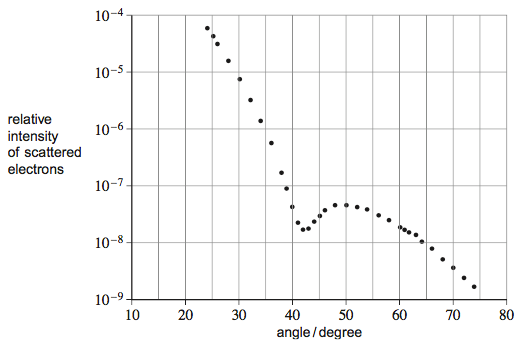 10⁻⁴
10⁻⁵
relative
intensity
of scattered
electrons
10⁻⁶
10⁻⁷
10⁻⁸
10⁻⁹
10 20 30 40 50 60 70 80
angle / degree